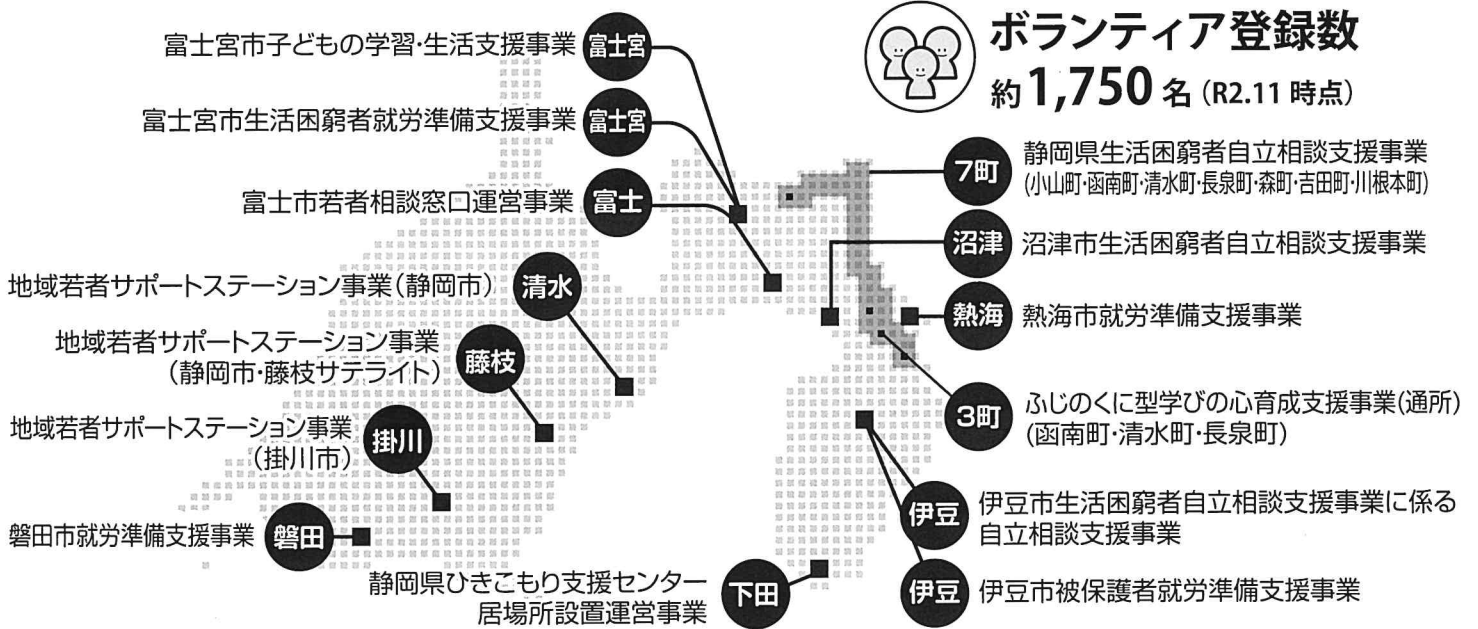 ボランティア登録数
約1,750名(R2.11時点)
富士宮市子どもの学習・生活支援事業
富士宮
富士宮市生活困窮者就労準備支援事業
富士宮
富士市若者相談窓口運営事業
富士
地域若者サポートステーション事業(静岡市)
清水
地域若者サポートステーション事業
(静岡市・藤枝サテライト)
藤枝
地域若者サポートステーション事業
(掛川市)
掛川
磐田市就労準備支援事業
磐田
静岡県ひきこもり支援センター
居場所設置運営事業
下田
7町
静岡県生活困窮者自立相談支援事業
(小山町・函南町・清水町・長泉町・森町・吉田町・川根本町)
沼津
沼津市生活困窮者自立相談支援事業
熱海
熱海市就労準備支援事業
3町
ふじのくに型学びの心育成支援事業(通所)
(函南町・清水町・長泉町)
伊豆
伊豆市生活困窮者自立相談支援事業に係る
自立相談支援事業
伊豆
伊豆市被保護者就労準備支援事業